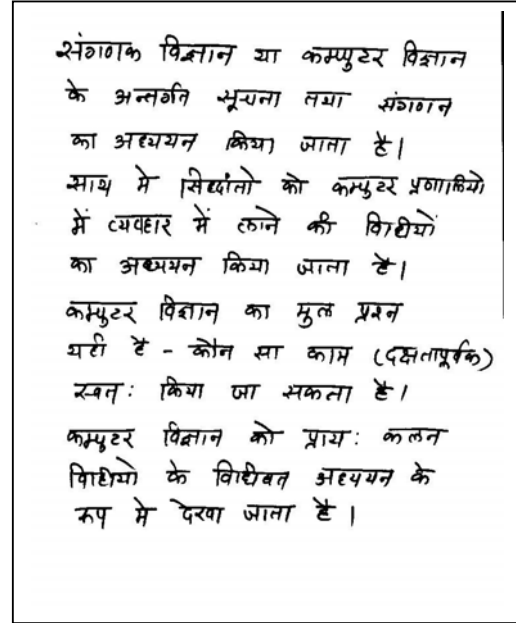 संगणक विज्ञान या कम्प्युटर विज्ञान
के अन्तर्गत सूचना तथा संगणन
का अध्ययन किया जाता है।
साथ मे सिध्दांतो को कम्प्युटर प्रणालियो
में व्यवहार में लाने की विधीयों
का अध्ययन किया जाता है।
कम्प्युटर विज्ञान का मुल प्रश्न
यही है - कौन सा काम (दक्षतापूर्वक)
स्वत: किया जा सकता है।
कम्प्युटर विज्ञान को प्राय: कलन
विधीयो के विधीवत अध्ययन के
रुप मे देखा जाता है।